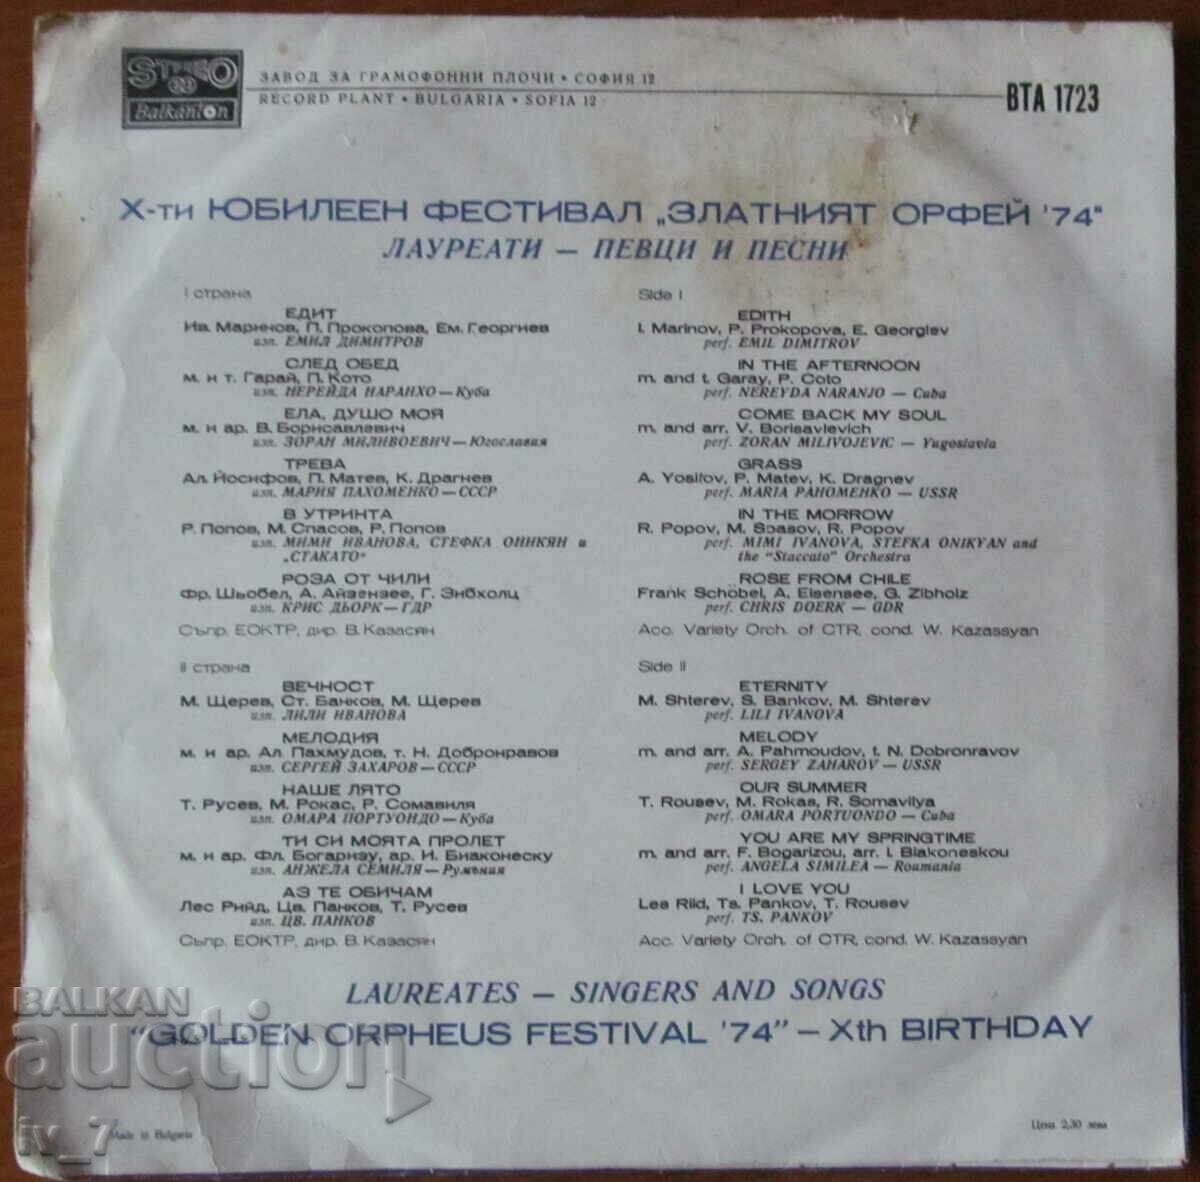 STEREO
Balkanton
ЗАВОД ЗА ГРАМОФОННИ ПЛОЧИ • СОФИЯ 12
RECORD PLANT • BULGARIA • SOFIA 12
ВТА 1723
X-ти ЮБИЛЕЕН ФЕСТИВАЛ „ЗЛАТНИЯТ ОРФЕЙ '74"
ЛАУРЕАТИ — ПЕВЦИ И ПЕСНИ
I страна
ЕДИТ
Ив. Маринов, П. Прокопова, Ем. Георгиев
изп. ЕМИЛ ДИМИТРОВ
СЛЕД ОБЕД
м. и т. Гарай, П. Кото
изп. НЕРЕЙДА НАРАНХО — Куба
ЕЛА, ДУШО МОЯ
м. и ар. В. Борисавлевич
изп. ЗОРАН МИЛИВОЕВИЧ — Югославия
ТРЕВА
Ал. Йосифов, П. Матев, К. Драгнев
изп. МАРИЯ ПАХОМЕНКО — СССР
В УТРИНТА
Р. Попов, М. Спасов, Р. Попов
изп. МИМИ ИВАНОВА, СТЕФКА ОНИКЯН и
„СТАКАТО"
РОЗА ОТ ЧИЛИ
Фр. Шьобел, А. Айзензее, Г. Зибхолц
изп. КРИС ДЬОРК — ГДР
Съпр. ЕОКТР, дир. В. Казасян
II страна
ВЕЧНОСТ
М. Щерев, Ст. Банков, М. Щерев
изп. ЛИЛИ ИВАНОВА
МЕЛОДИЯ
м. и ар. Ал. Пахмудов, т. Н. Добронравов
изп. СЕРГЕЙ ЗАХАРОВ — СССР
НАШЕ ЛЯТО
Т. Русев, М. Рокас, Р. Сомавиля
изп. ОМАРА ПОРТУОНДО — Куба
ТИ СИ МОЯТА ПРОЛЕТ
м. и ар. Фл. Богаризу, ар. И. Биаконеску
изп. АНЖЕЛА СЕМИЛЯ — Румъния
АЗ ТЕ ОБИЧАМ
Лес Рийд, Цв. Панков, Т. Русев
изп. ЦВ. ПАНКОВ
Съпр. ЕОКТР, дир. В. Казасян
Side I
EDITH
I. Marinov, P. Prokopova, E. Georgiev
perf. EMIL DIMITROV
IN THE AFTERNOON
m. and t. Garay, P. Coto
perf. NEREYDA NARANJO — Cuba
COME BACK MY SOUL
m. and arr. V. Borisavlevich
perf. ZORAN MILIVOJEVIC — Yugoslavia
GRASS
A. Yosifov, P. Matev, K. Dragnev
perf. MARIA PAHOMENKO — USSR
IN THE MORROW
R. Popov, M. Spasov, R. Popov
perf. MIMI IVANOVA, STEFKA ONIKYAN and
the "Staccato" Orchestra
ROSE FROM CHILE
Frank Schöbel, A. Eisensee, G. Zibholz
perf. CHRIS DOERK — GDR
Acc. Variety Orch. of CTR, cond. W. Kazassyan
Side II
ETERNITY
M. Shterev, S. Bankov, M. Shterev
perf. LILI IVANOVA
MELODY
m. and arr. A. Pahmoudov, t. N. Dobronravov
perf. SERGEY ZAHAROV — USSR
OUR SUMMER
T. Rousev, M. Rokas, R. Somavilya
perf. OMARA PORTUONDO — Cuba
YOU ARE MY SPRINGTIME
m. and arr. F. Bogarizou, arr. I. Biakoneskou
perf. ANGELA SIMILEA — Roumania
I LOVE YOU
Les Riid, Ts. Pankov, T. Rousev
perf. TS. PANKOV
Acc. Variety Orch. of CTR, cond. W. Kazassyan
LAUREATES — SINGERS AND SONGS
"GOLDEN ORPHEUS FESTIVAL '74" — Xth BIRTHDAY
BALKAN
auction
iv_7
Made in Bulgaria
Цена 2,30 лева